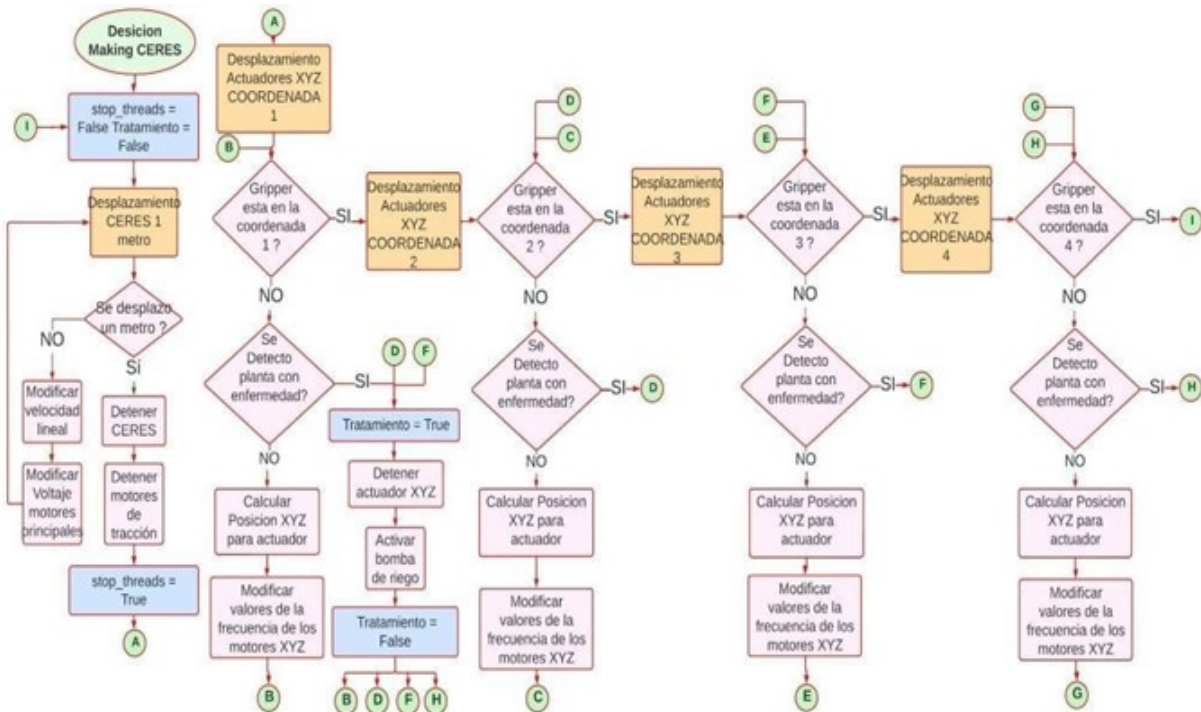 Desicion
Making CERES
I
stop_threads =
False Tratamiento =
False
Desplazamiento
CERES 1
metro
Se desplazo
un metro ?
NO
Modificar
velocidad
lineal
Modificar
Voltaje
motores
principales
Sí
Detener
CERES
Detener
motores
de
tracción
stop_threads =
True
A
A
Desplazamiento
Actuadores XYZ
COORDENADA
1
B
Gripper
esta en la
coordenada
1 ?
SI
NO
Se
Detecto
planta con
enfermedad?
SI
NO
Calcular
Posicion XYZ
para actuador
Modificar
valores de la
frecuencia de los
motores XYZ
B
D
F
Tratamiento = True
Detener
actuador XYZ
Activar
bomba
de riego
Tratamiento =
False
B
D
F
H
Desplazamiento
Actuadores
XYZ
COORDENADA
2
D
C
Gripper
esta en la
coordenada
2 ?
SI
NO
Se
Detecto
planta con
enfermedad?
SI
D
NO
Calcular Posicion
XYZ para
actuador
Modificar
valores de la
frecuencia de los
motores XYZ
C
Desplazamiento
Actuadores
XYZ
COORDENADA
3
F
E
Gripper
esta en la
coordenada
3 ?
SI
NO
Se
Detecto
planta con
enfermedad?
SI
F
NO
Calcular Posicion
XYZ para
actuador
Modificar
valores de la
frecuencia de los
motores XYZ
E
Desplazamiento
Actuadores
XYZ
COORDENADA
4
G
H
Gripper
esta en la
coordenada
4 ?
SI
I
NO
Se
Detecto
planta con
enfermedad?
SI
H
NO
Calcular Posicion
XYZ para
actuador
Modificar
valores de la
frecuencia de los
motores XYZ
G